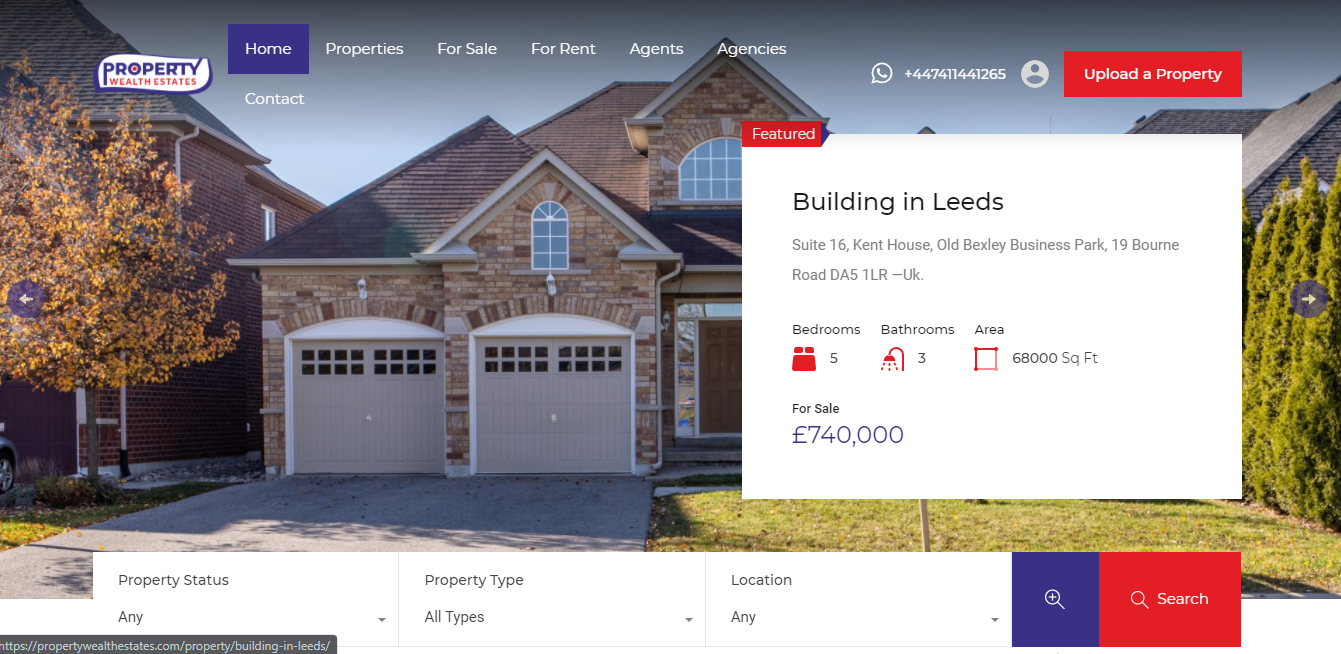 Home
Properties
For Sale
For Rent
Agents
Agencies
Contact
PROPERTY
WEALTH ESTATES
+447411441265
Upload a Property
Featured
Building in Leeds
Suite 16, Kent House, Old Bexley Business Park, 19 Bourne
Road DA5 1LR —Uk.
Bedrooms
5
Bathrooms
3
Area
68000 Sq Ft
For Sale
£740,000
Property Status
Any
Property Type
All Types
Location
Any
Search
https://propertywealthestates.com/property/building-in-leeds/